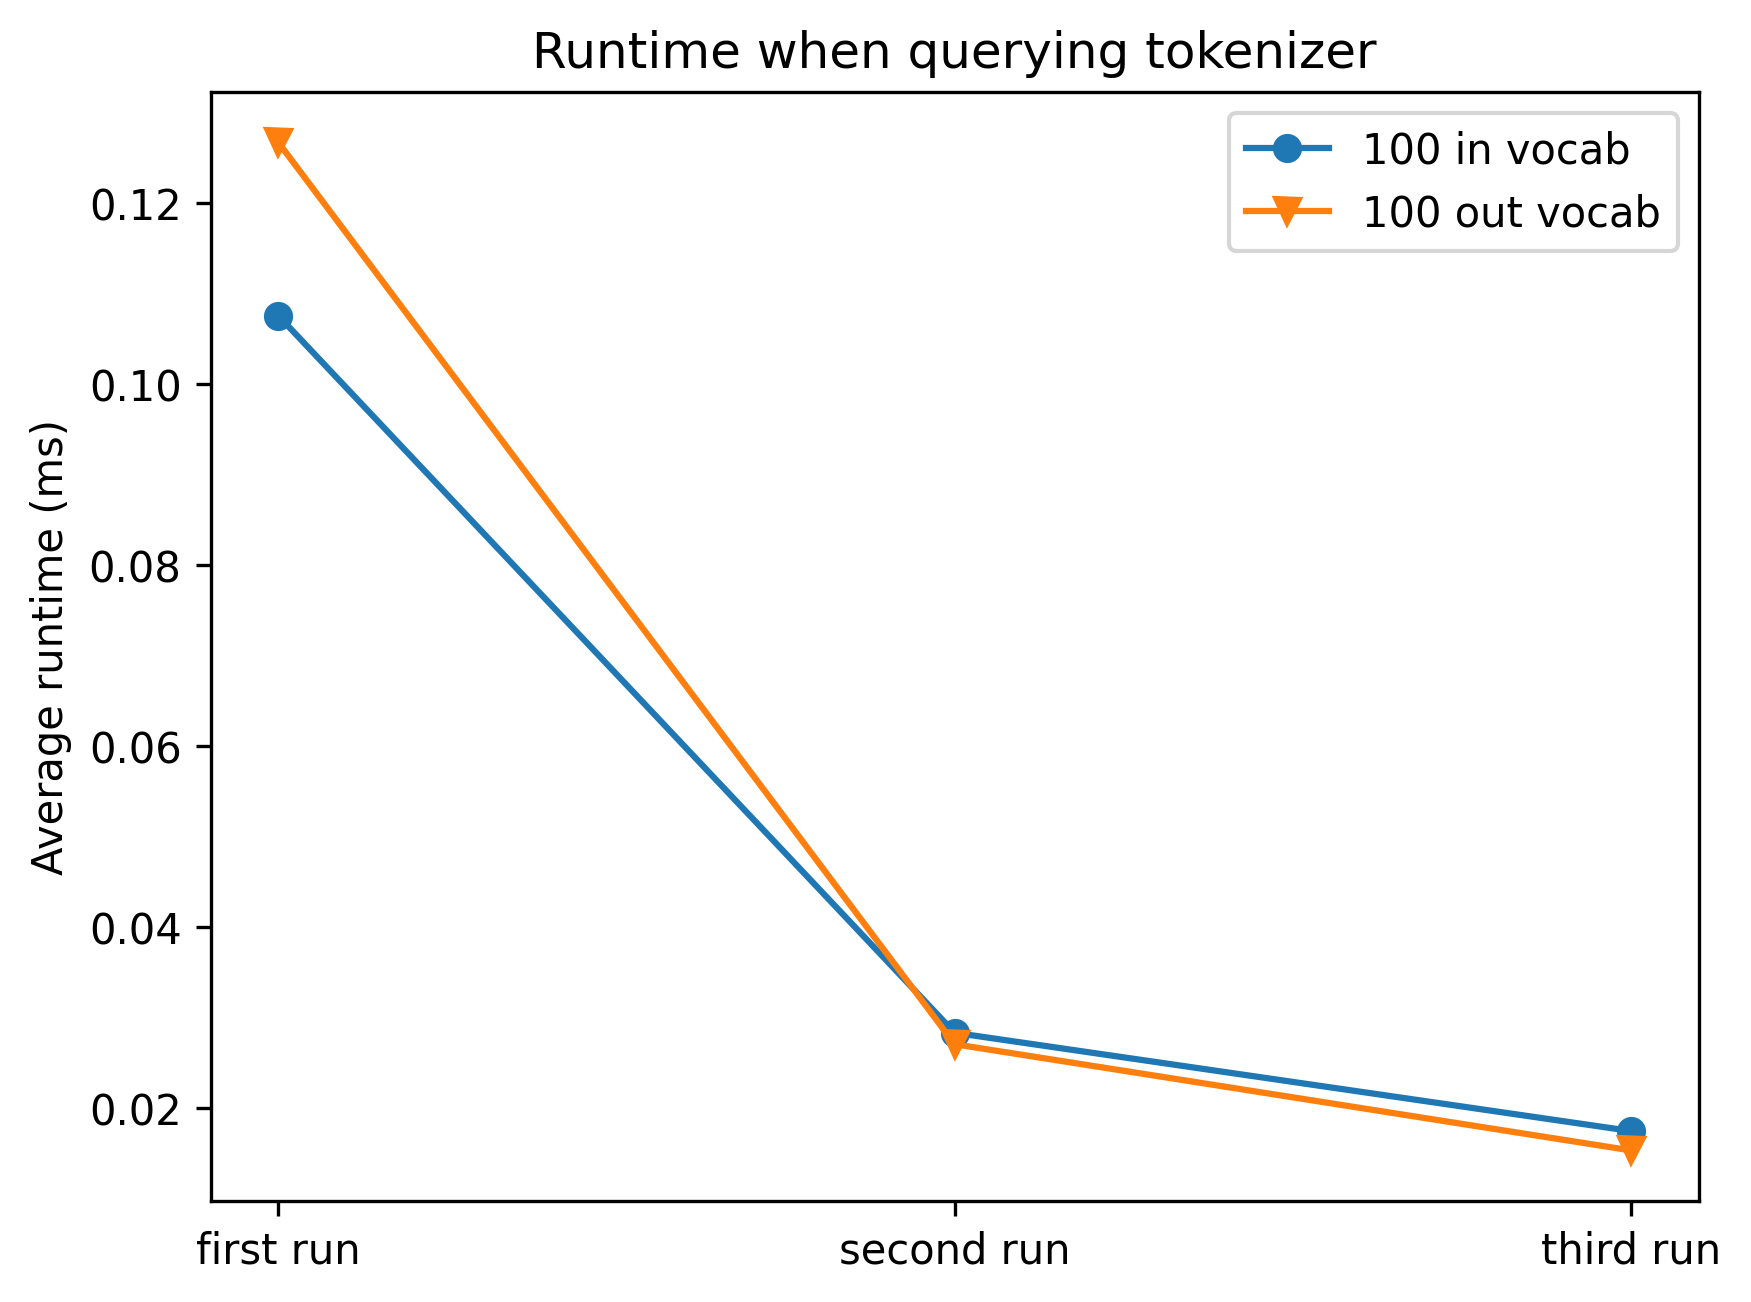 Runtime when querying tokenizer
100 in vocab
100 out vocab
Average runtime (ms)
0.12
0.10
0.08
0.06
0.04
0.02
first run
second run
third run